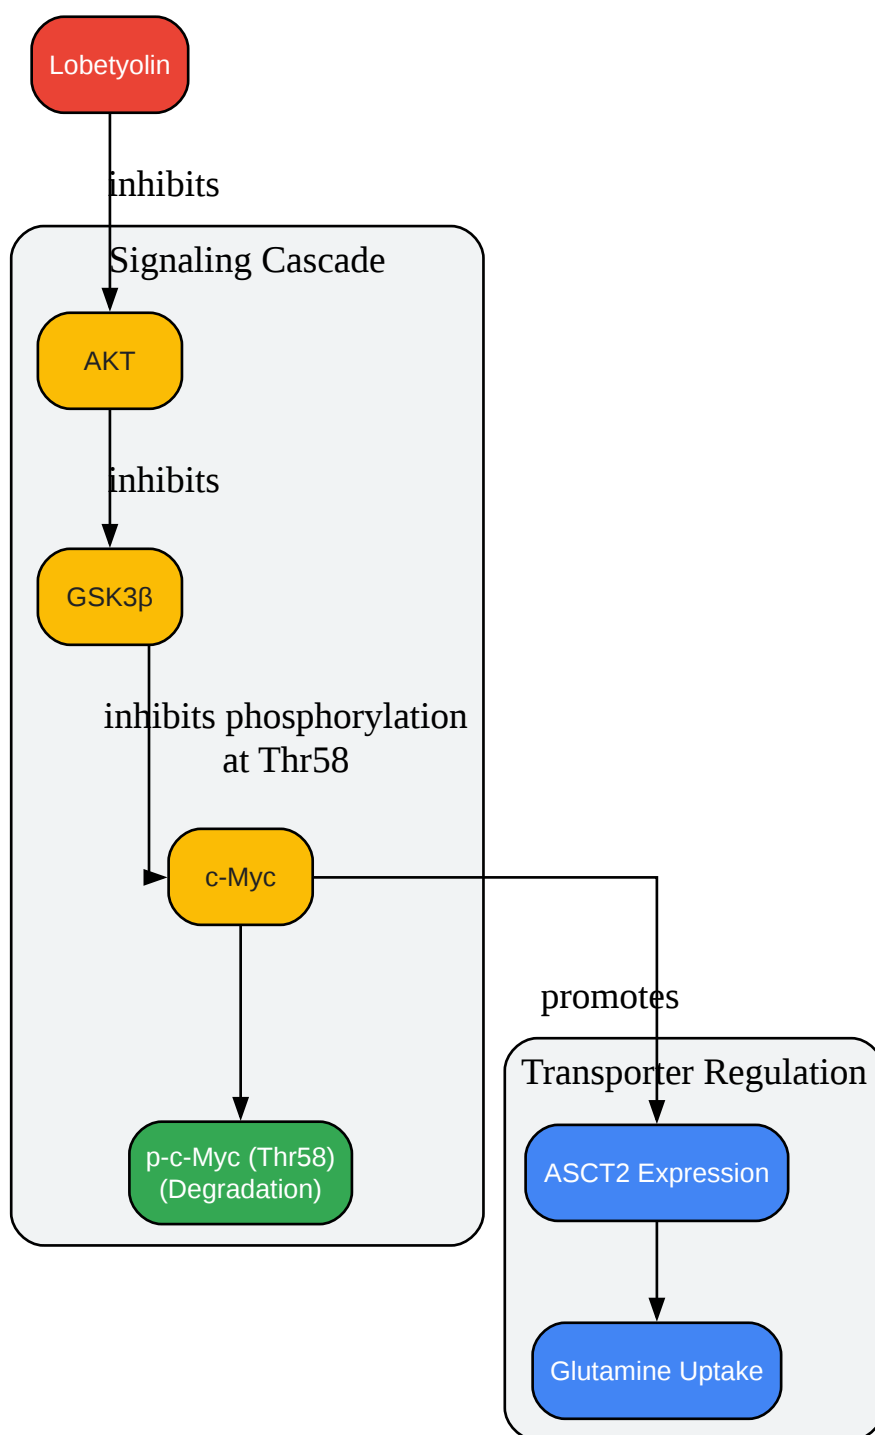 Lobetyolin
inhibits
Signaling Cascade
AKT
inhibits
GSK3β
inhibits phosphorylation
at Thr58
c-Myc
promotes
Transporter Regulation
p-c-Myc (Thr58)
(Degradation)
ASCT2 Expression
Glutamine Uptake